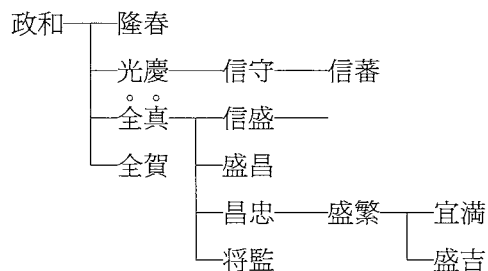 政和 隆春
光慶 信守 信蕃
全真 信盛
全賀 盛昌
昌忠 盛繁 宜満
将監 盛吉